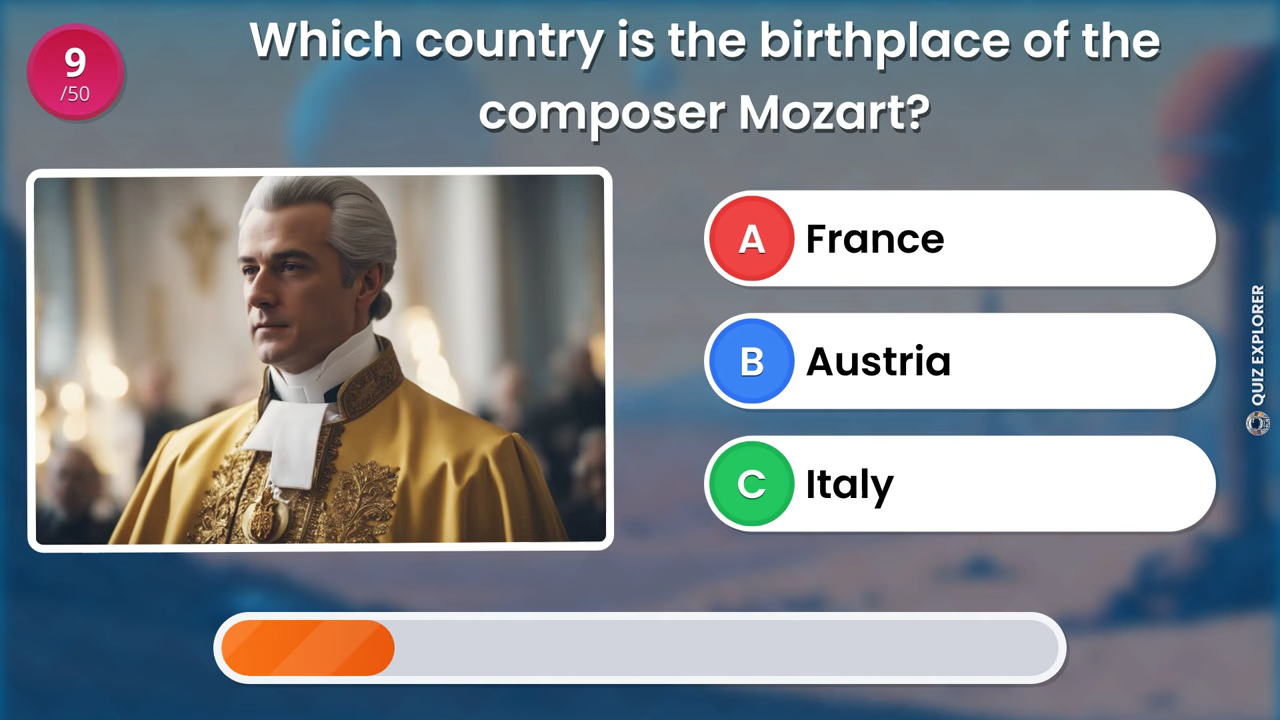 9
/50
Which country is the birthplace of the
composer Mozart?
A France
B Austria
C Italy
QUIZ EXPLORER